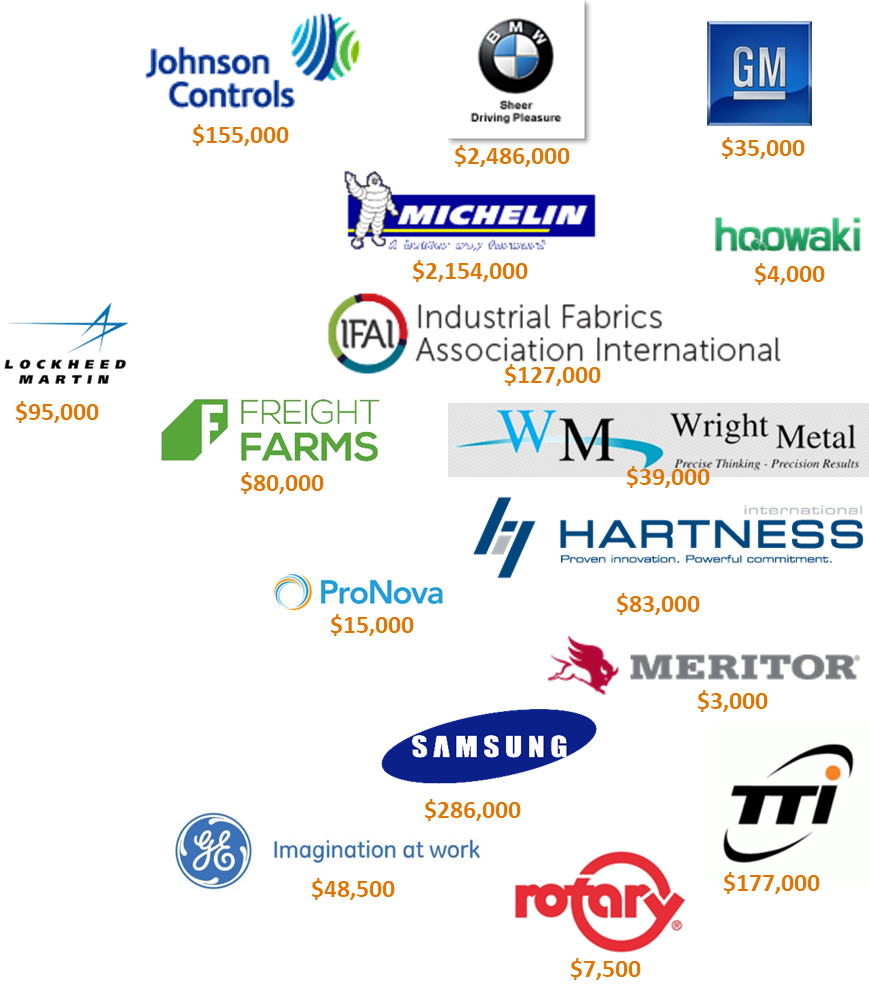 Johnson
Controls
$155,000
BMW
Sheer
Driving Pleasure
$2,486,000
GM
$35,000
MICHELIN
A better way forward
$2,154,000
hoowaki
$4,000
LOCKHEED
MARTIN
$95,000
IFAI
Industrial Fabrics
Association International
$127,000
F
FREIGHT
FARMS
$80,000
WM
Wright Metal
Precise Thinking - Precision Results
$39,000
international
HARTNESS
Proven innovation. Powerful commitment.
$83,000
ProNova
$15,000
MERITOR®
$3,000
SAMSUNG
$286,000
TTi
$177,000
GE
Imagination at work
$48,500
rotary®
$7,500